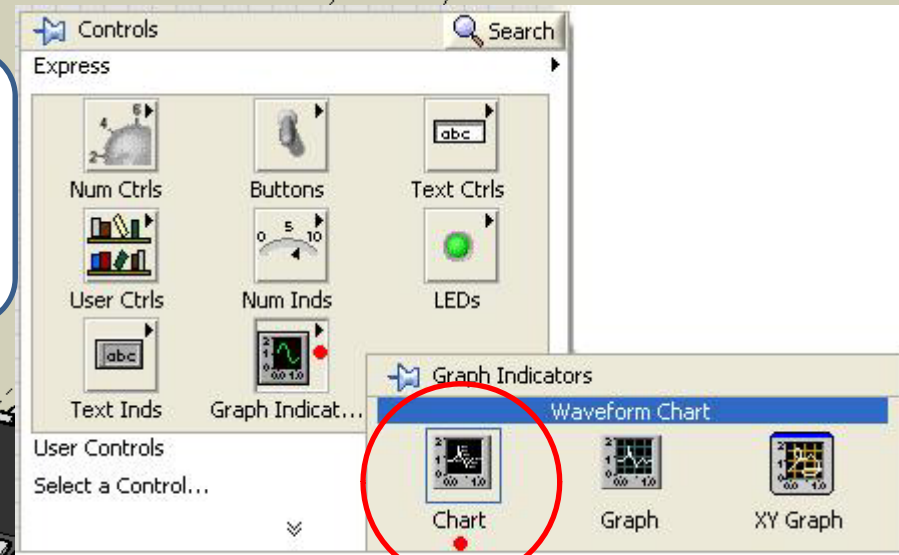 Controls
Search
Express
Num Ctrls
Buttons
Text Ctrls
User Ctrls
Num Inds
LEDs
Text Inds
Graph Indicat...
User Controls
Select a Control...
Graph Indicators
Waveform Chart
Chart
Graph
XY Graph